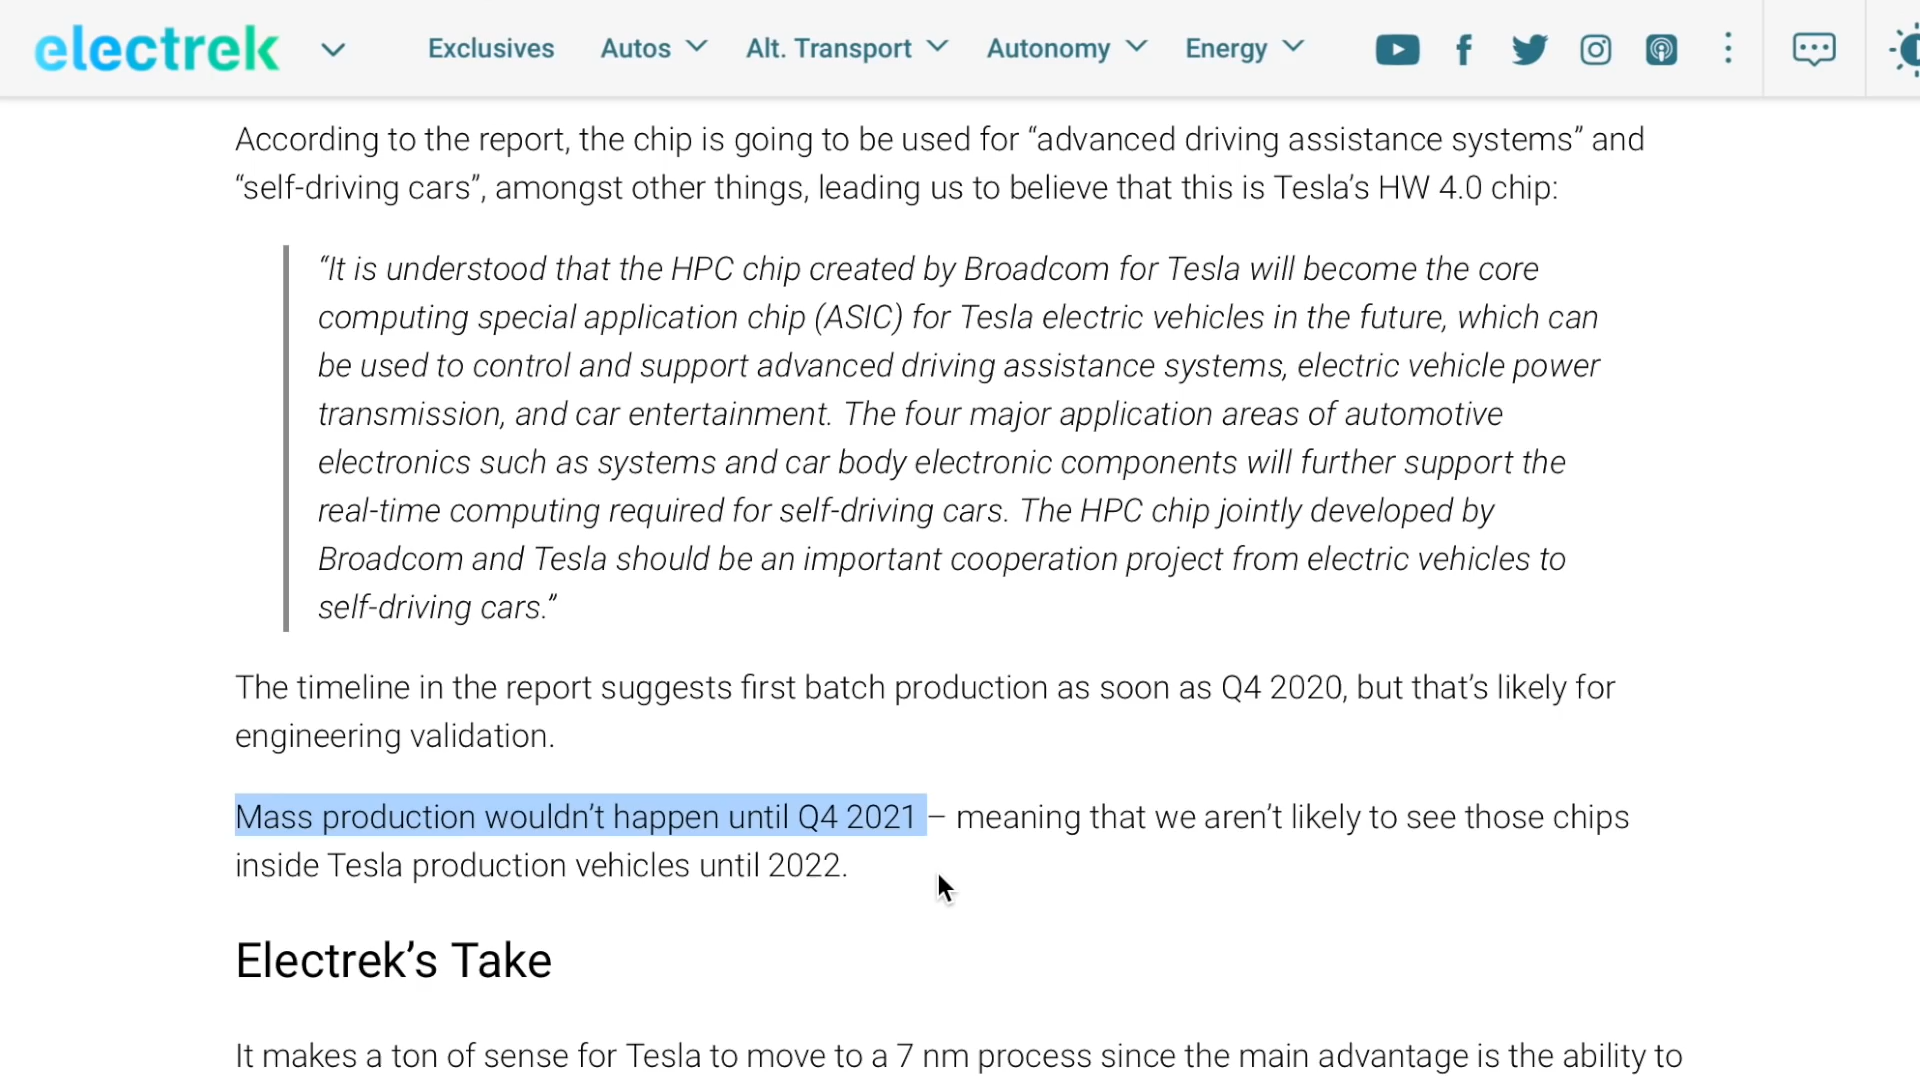 electrek Exclusives Autos Alt. Transport Autonomy Energy
According to the report, the chip is going to be used for “advanced driving assistance systems” and
“self-driving cars”, amongst other things, leading us to believe that this is Tesla’s HW 4.0 chip:
“It is understood that the HPC chip created by Broadcom for Tesla will become the core
computing special application chip (ASIC) for Tesla electric vehicles in the future, which can
be used to control and support advanced driving assistance systems, electric vehicle power
transmission, and car entertainment. The four major application areas of automotive
electronics such as systems and car body electronic components will further support the
real-time computing required for self-driving cars. The HPC chip jointly developed by
Broadcom and Tesla should be an important cooperation project from electric vehicles to
self-driving cars.”
The timeline in the report suggests first batch production as soon as Q4 2020, but that’s likely for
engineering validation.
Mass production wouldn’t happen until Q4 2021 – meaning that we aren’t likely to see those chips
inside Tesla production vehicles until 2022.
Electrek’s Take
It makes a ton of sense for Tesla to move to a 7 nm process since the main advantage is the ability to